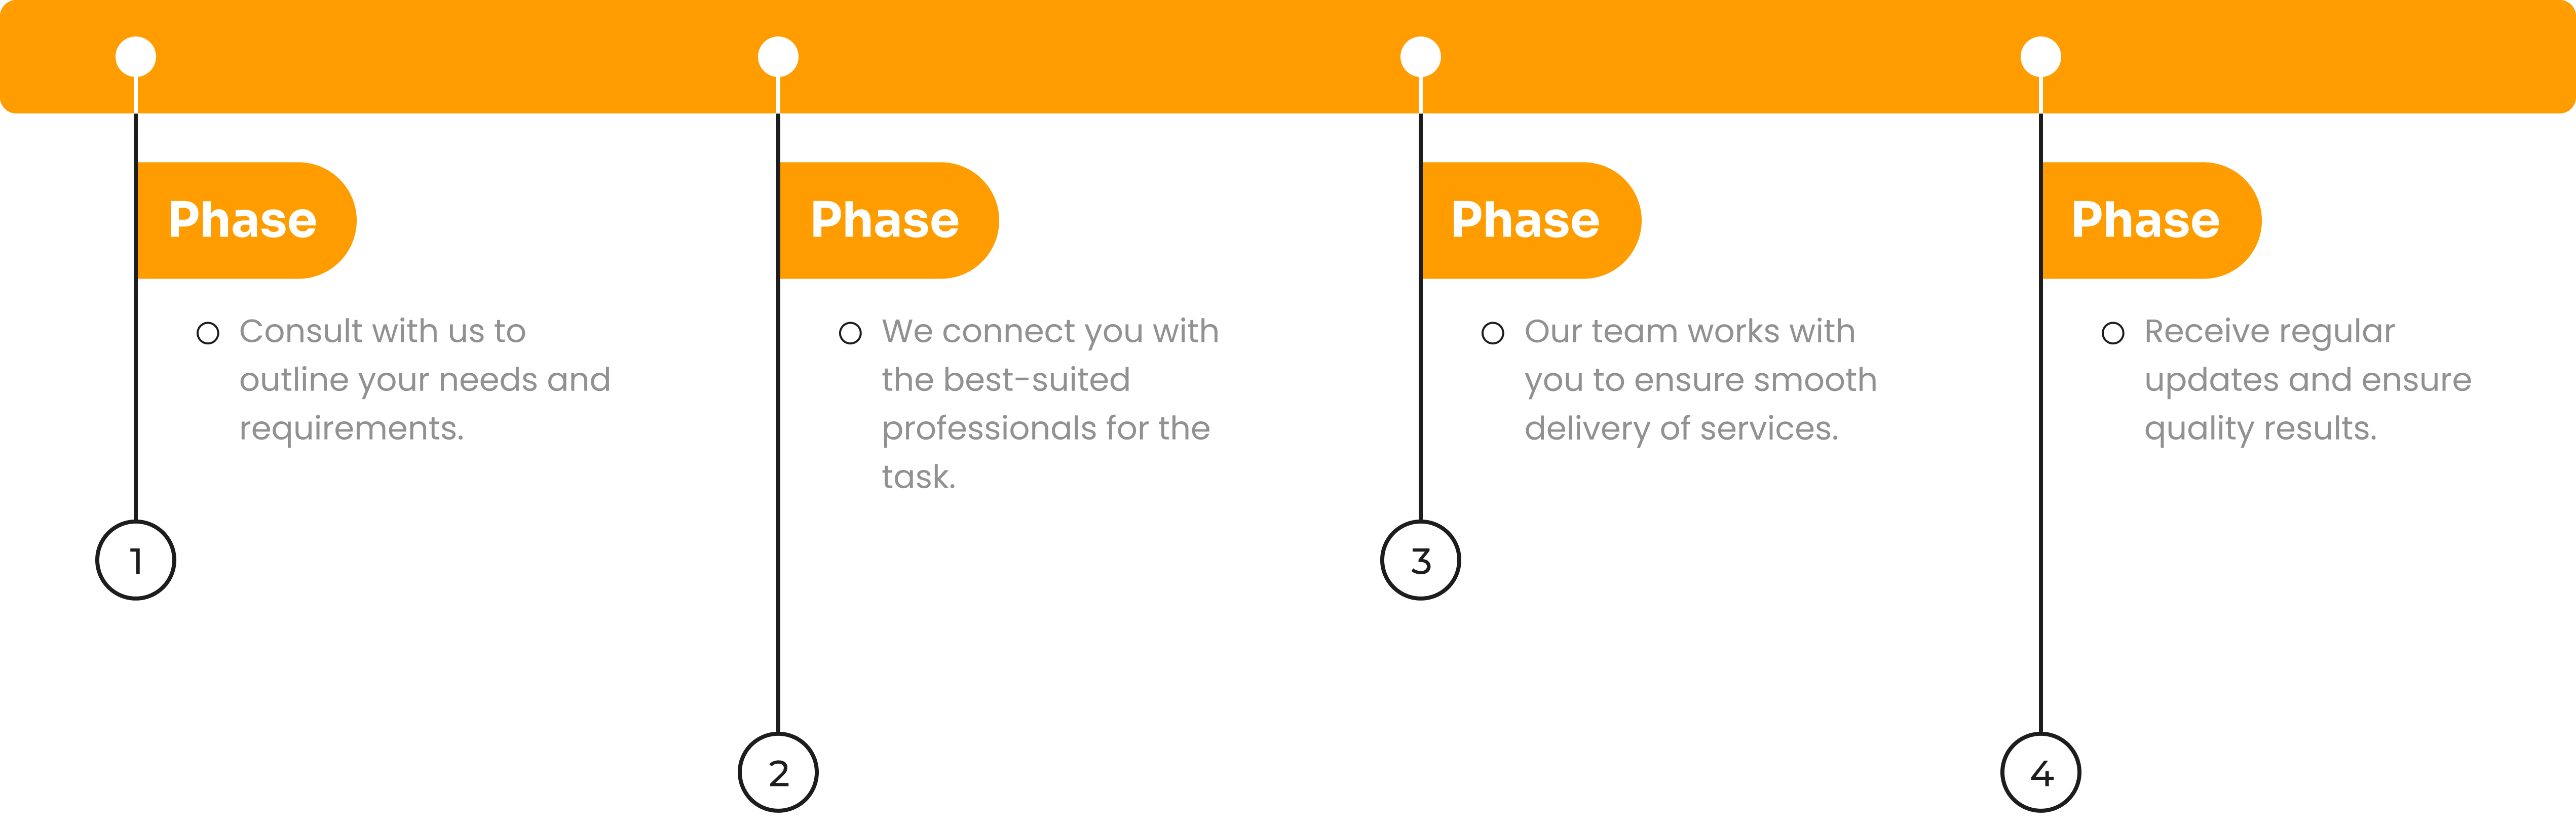 Phase
Consult with us to
outline your needs and
requirements.
1
Phase
We connect you with
the best-suited
professionals for the
task.
2
Phase
Our team works with
you to ensure smooth
delivery of services.
3
Phase
Receive regular
updates and ensure
quality results.
4